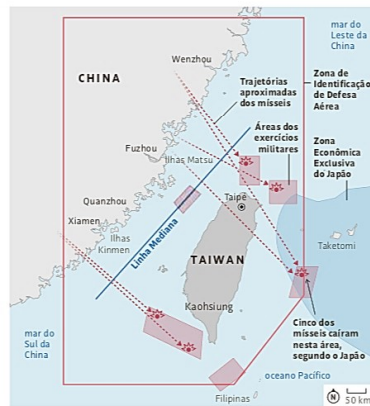 mar do
Leste da
China
Wenzhou
CHINA
Trajetórias
aproximadas
dos mísseis
Zona de
Identificação
de Defesa
Aérea
Fuzhou
Ilhas Matsu
Áreas dos
exercícios
militares
Zona
Econômica
Exclusiva
do Japão
Quanzhou
Xiamen
Taipé
Ilhas
Kinmen
Linha Mediana
Taketomi
TAIWAN
Kaohsiung
Cinco dos
mísseis caíram
nesta área,
segundo o Japão
mar do
Sul da
China
oceano Pacífico
Filipinas
N
50 km